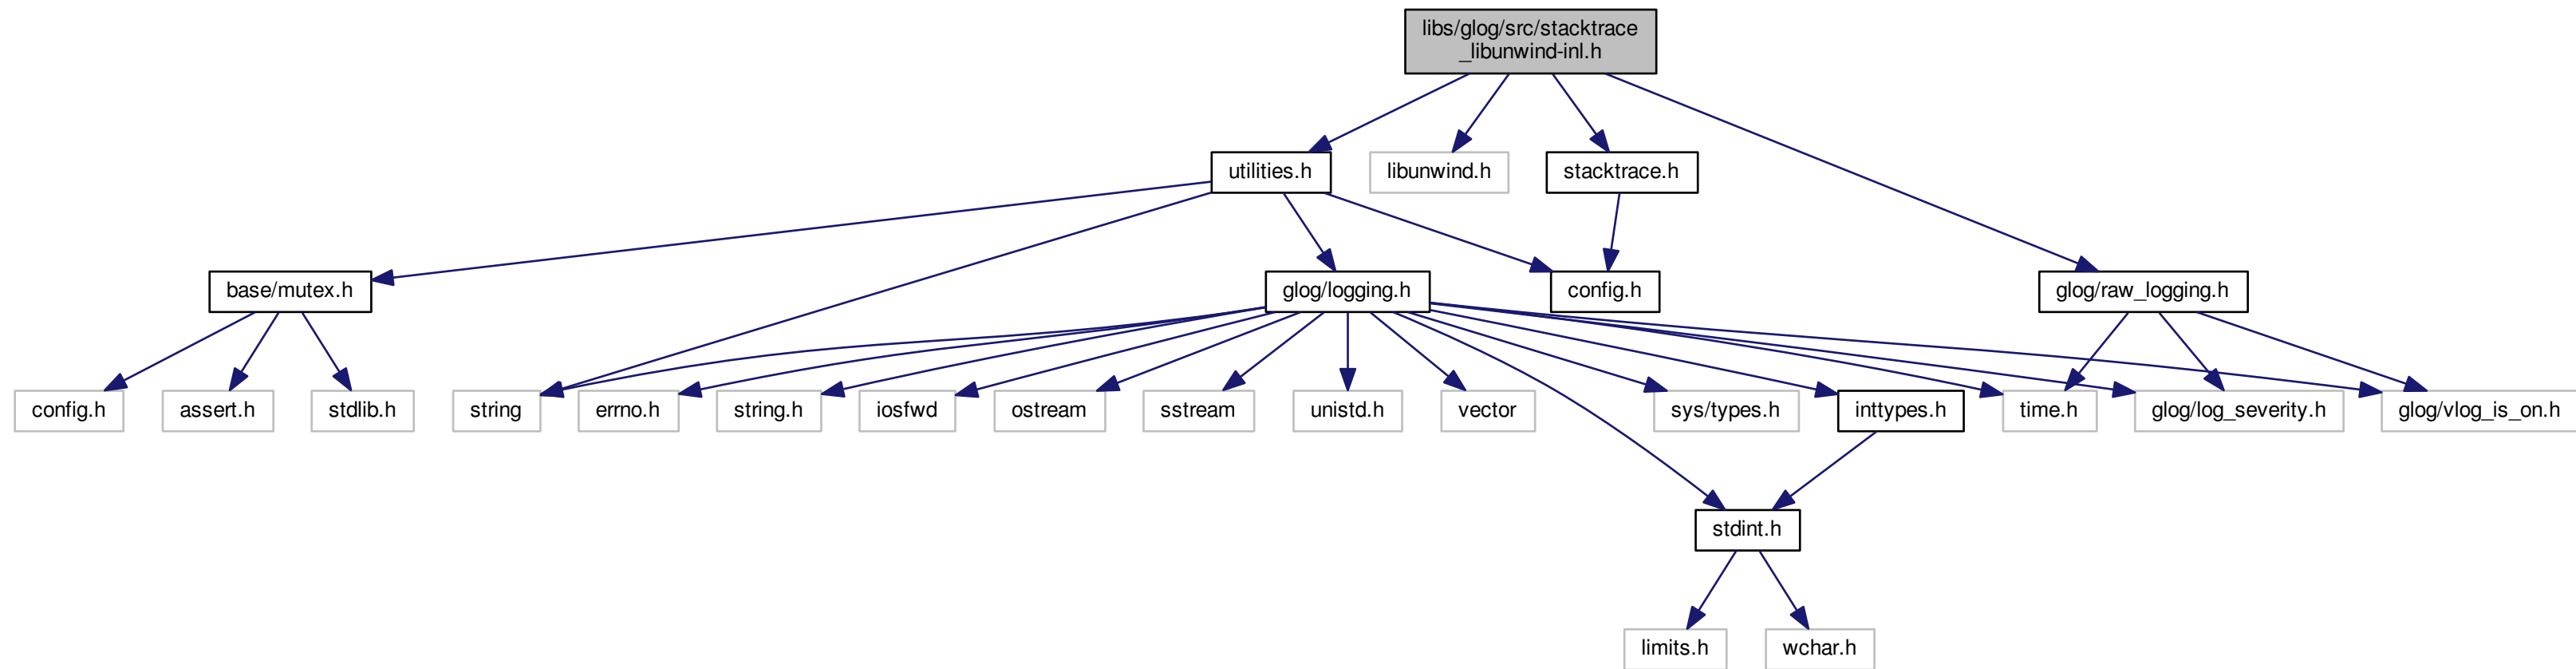 libs/glog/src/stacktrace
_libunwind-inl.h
utilities.h
libunwind.h
stacktrace.h
base/mutex.h
glog/logging.h
config.h
glog/raw_logging.h
config.h
assert.h
stdlib.h
string
errno.h
string.h
iosfwd
ostream
sstream
unistd.h
vector
sys/types.h
inttypes.h
time.h
glog/log_severity.h
glog/vlog_is_on.h
stdint.h
limits.h
wchar.h